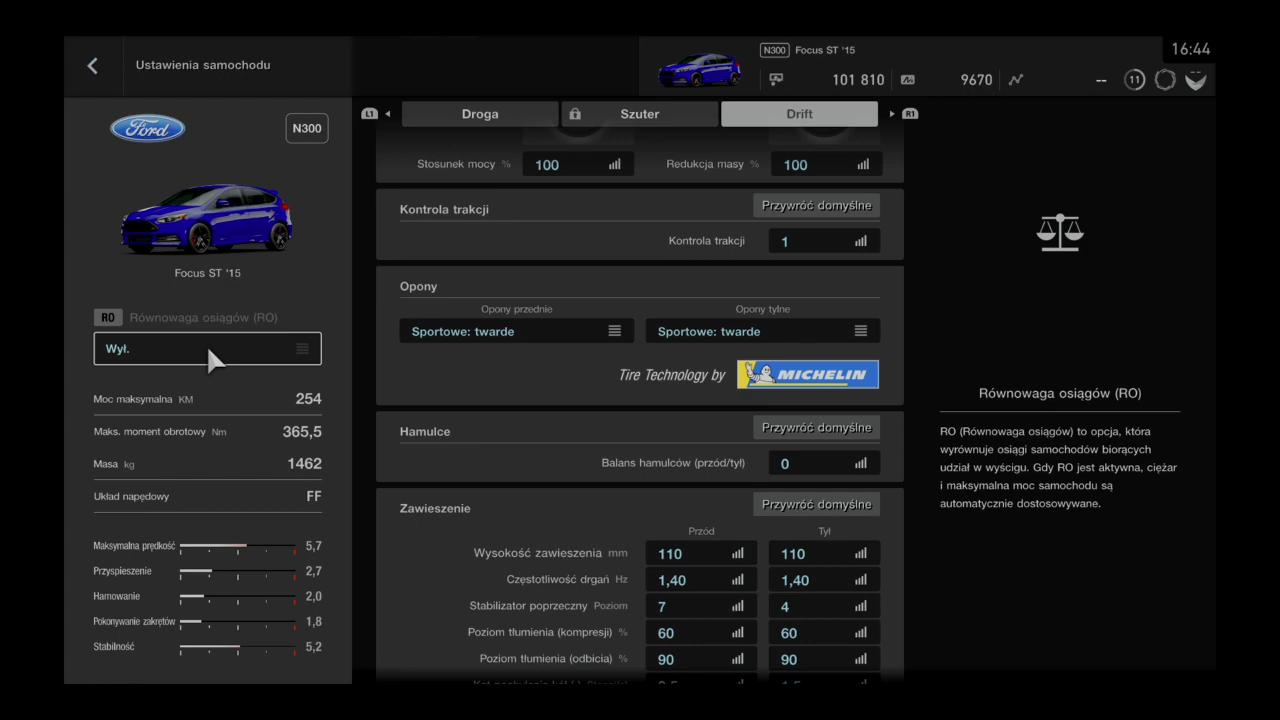 Ustawienia samochodu
N300 Focus ST '15
16:44
101 810
9670
--
11
Ford
N300
Focus ST '15
RO Równowaga osiągów (RO)
Wył.
Moc maksymalna KM 254
Maks. moment obrotowy Nm 365,5
Masa kg 1462
Układ napędowy FF
Maksymalna prędkość 5,7
Przyspieszenie 2,7
Hamowanie 2,0
Pokonywanie zakrętów 1,8
Stabilność 5,2
L1 Droga Szuter Drift R1
Stosunek mocy % 100 Redukcja masy % 100
Kontrola trakcji Przywróć domyślne
Kontrola trakcji 1
Opony
Opony przednie Opony tylne
Sportowe: twarde Sportowe: twarde
Tire Technology by MICHELIN
Hamulce Przywróć domyślne
Balans hamulców (przód/tył) 0
Zawieszenie Przywróć domyślne
Przód Tył
Wysokość zawieszenia mm 110 110
Częstotliwość drgań Hz 1,40 1,40
Stabilizator poprzeczny Poziom 7 4
Poziom tłumienia (kompresji) % 60 60
Poziom tłumienia (odbicia) % 90 90
Równowaga osiągów (RO)
RO (Równowaga osiągów) to opcja, która
wyrównuje osiągi samochodów biorących
udział w wyścigu. Gdy RO jest aktywna, ciężar
i maksymalna moc samochodu są
automatycznie dostosowywane.